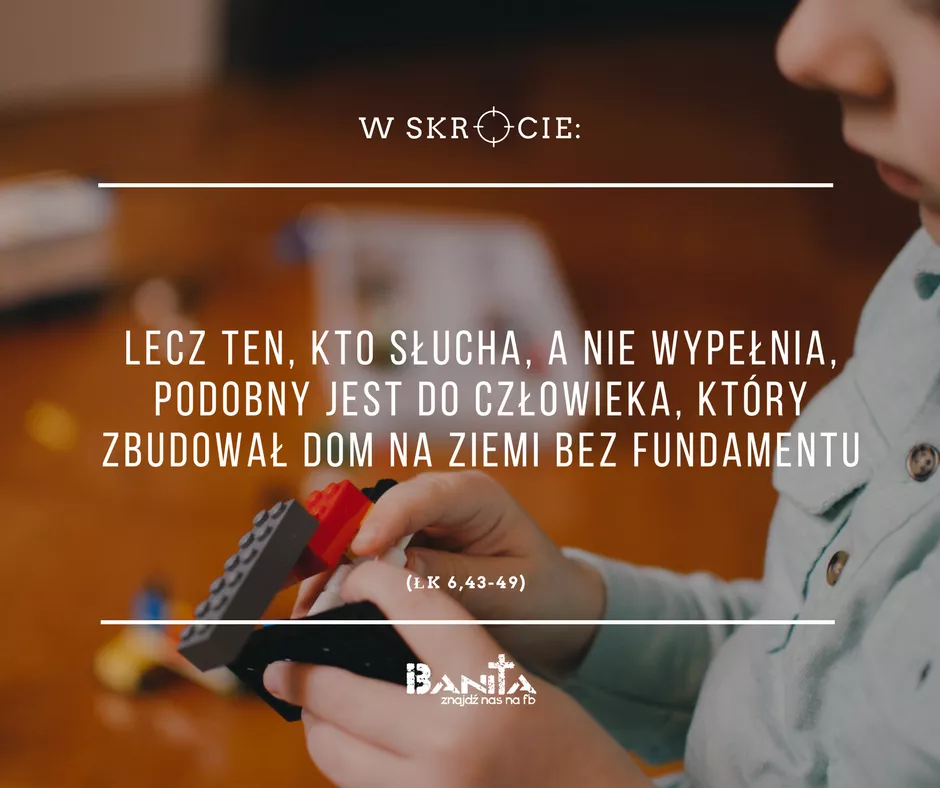 W SKRÓCIE:
LECZ TEN, KTO SŁUCHA, A NIE WYPEŁNIA,
PODOBNY JEST DO CZŁOWIEKA, KTÓRY
ZBUDOWAŁ DOM NA ZIEMI BEZ FUNDAMENTU
(ŁK 6,43-49)
BANITA
znajdź nas na fb